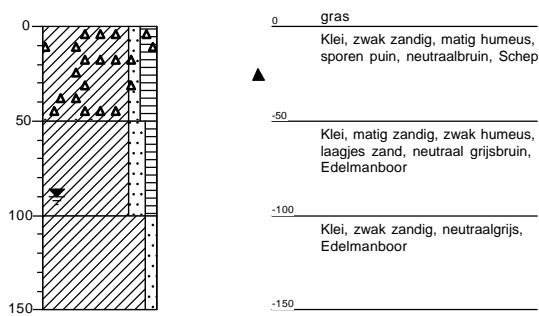 0
50
100
150
0 gras
Klei, zwak zandig, matig humeus,
sporen puin, neutraalbruin, Schep
-50
Klei, matig zandig, zwak humeus,
laagjes zand, neutraal grijsbruin,
Edelmanboor
-100
Klei, zwak zandig, neutraalgrijs,
Edelmanboor
-150